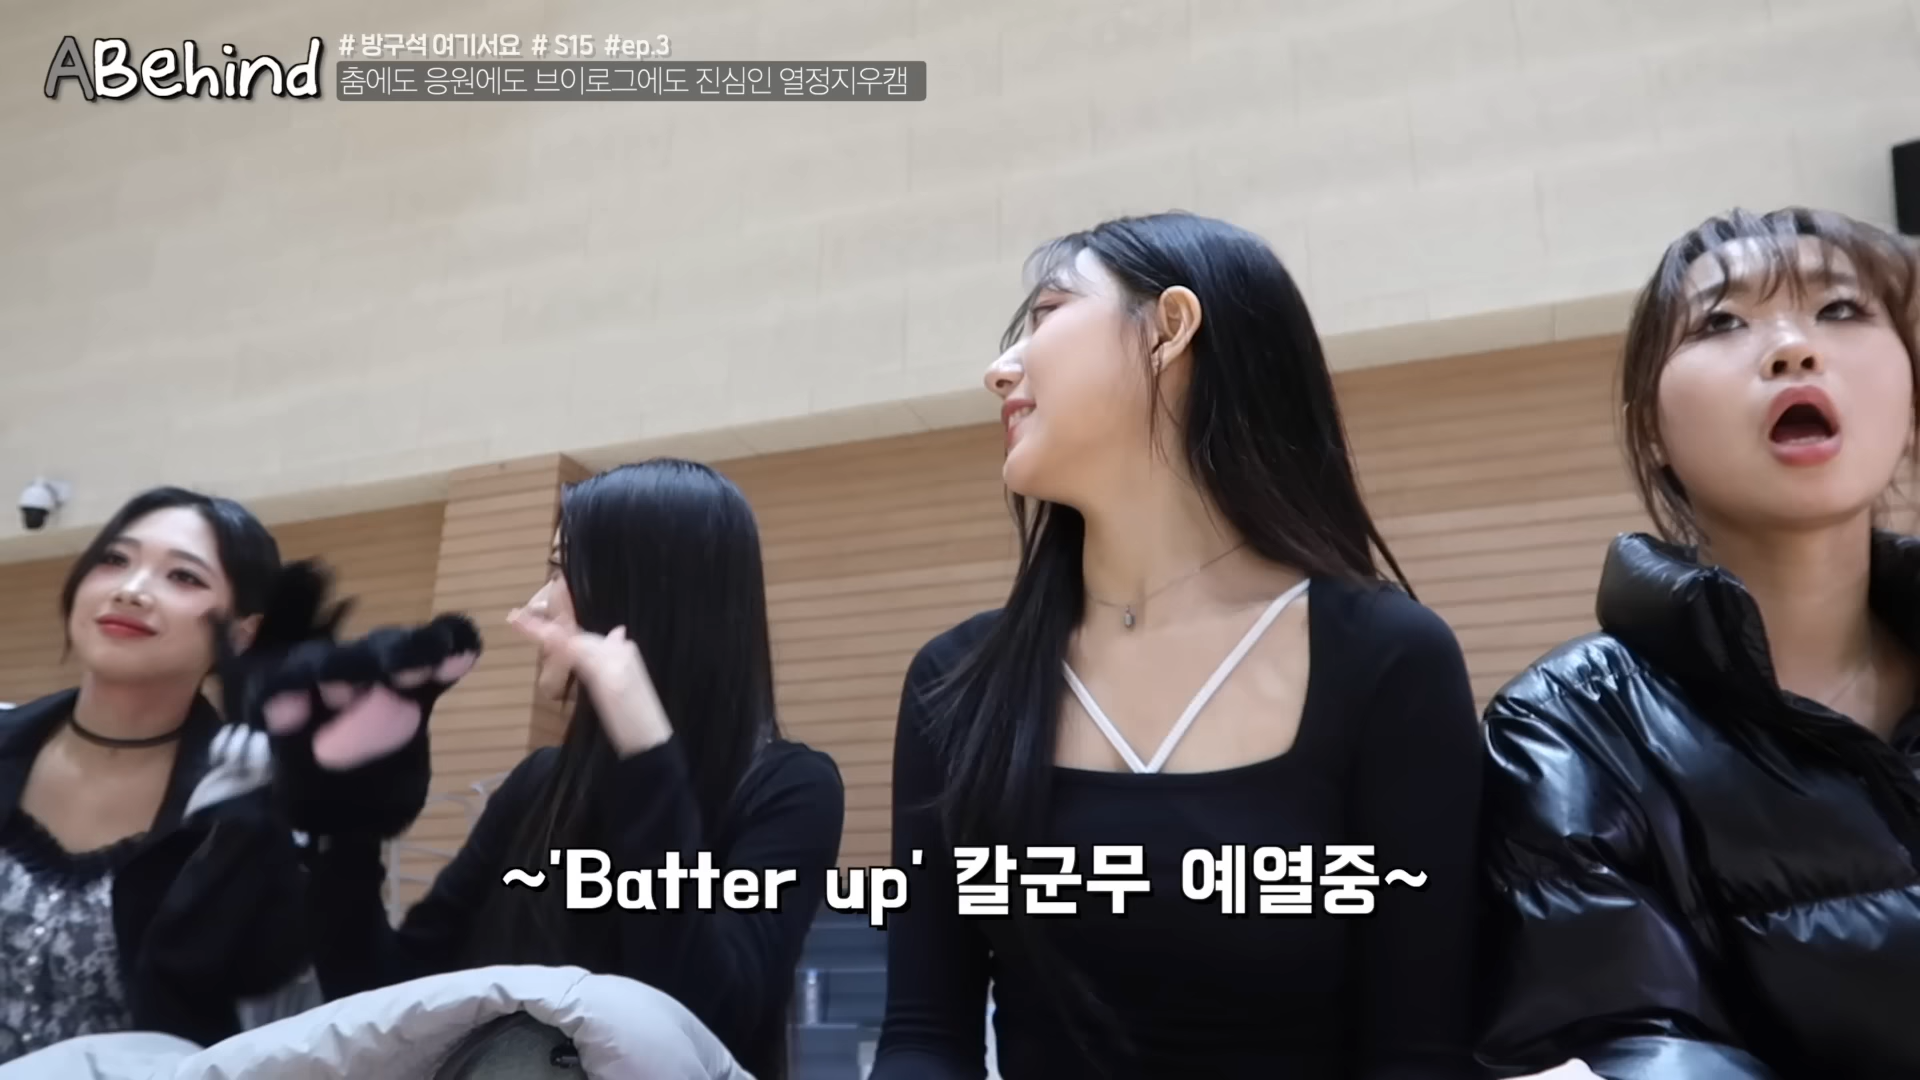 ABehind
# 방구석 여기서요 # S15 #ep.3
춤에도 응원에도 브이로그에도 진심인 열정지우캠
~'Batter up' 칼군무 예열중~